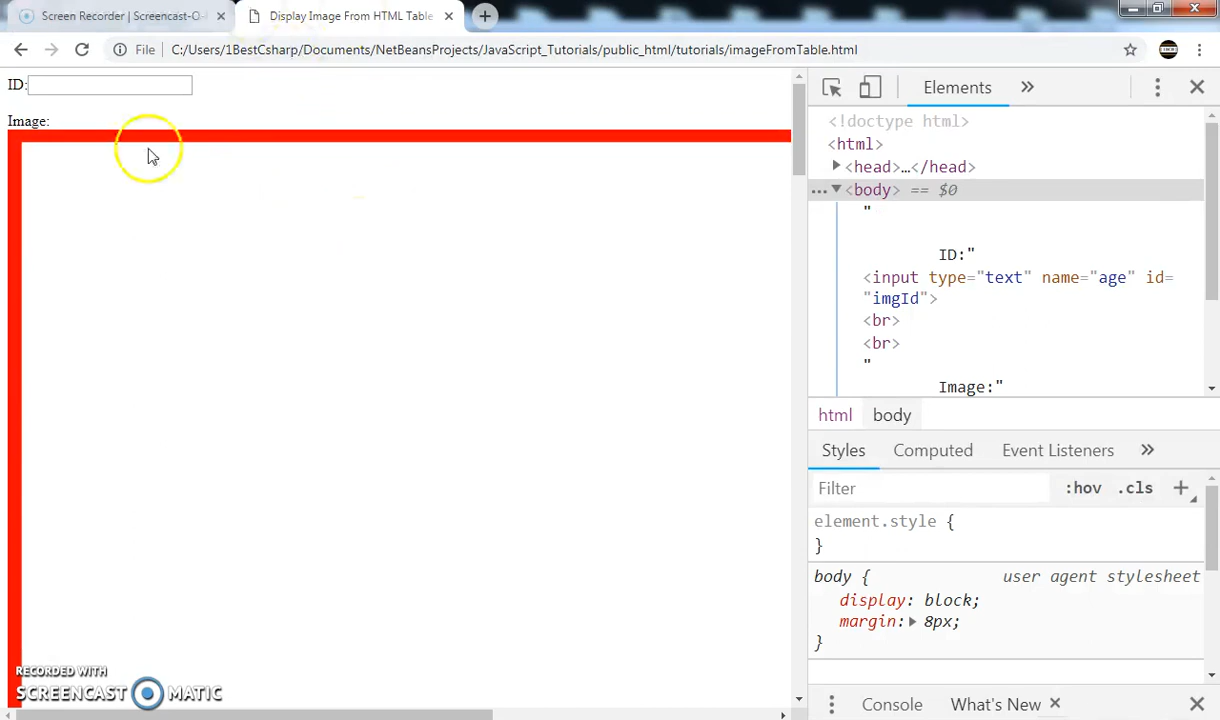 Screen Recorder | Screencast-O-
Display Image From HTML Table
File
C:/Users/1BestCsharp/Documents/NetBeansProjects/JavaScript_Tutorials/public_html/tutorials/imageFromTable.html
ID:
Image:
Elements
<!doctype html>
<html>
<head>…</head>
<body> == $0
"
ID:"
<input type="text" name="age" id=
"imgId">
<br>
<br>
"
Image:"
html body
Styles Computed Event Listeners
Filter :hov .cls
element.style {
}
body { user agent stylesheet
display: block;
margin: 8px;
}
Console What's New
RECORDED WITH
SCREENCAST MATIC